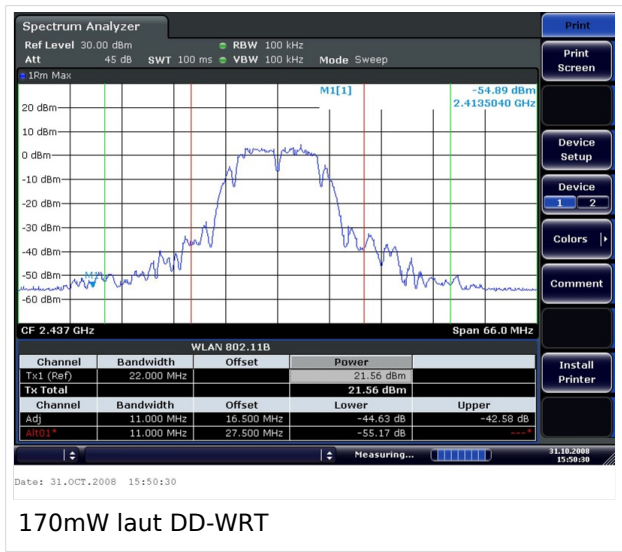 Spectrum Analyzer
Print
Ref Level 30.00 dBm RBW 100 kHz
Att 45 dB SWT 100 ms VBW 100 kHz Mode Sweep
1Rm Max
M1[1] -54.89 dBm
2.4135040 GHz
20 dBm
10 dBm
0 dBm
-10 dBm
-20 dBm
-30 dBm
-40 dBm
-50 dBm
M1
-60 dBm
CF 2.437 GHz Span 66.0 MHz
WLAN 802.11B
Channel Bandwidth Offset Power
Tx1 (Ref) 22.000 MHz 21.56 dBm
Tx Total 21.56 dBm
Channel Bandwidth Offset Lower Upper
Adj 11.000 MHz 16.500 MHz -44.63 dB -42.58 dB
Alt01* 11.000 MHz 27.500 MHz -55.17 dB ---*
Measuring...
31.10.2008
15:50:30
Print
Screen
Device
Setup
Device
1 2
Colors
Comment
Install
Printer
Date: 31.OCT.2008 15:50:30
170mW laut DD-WRT